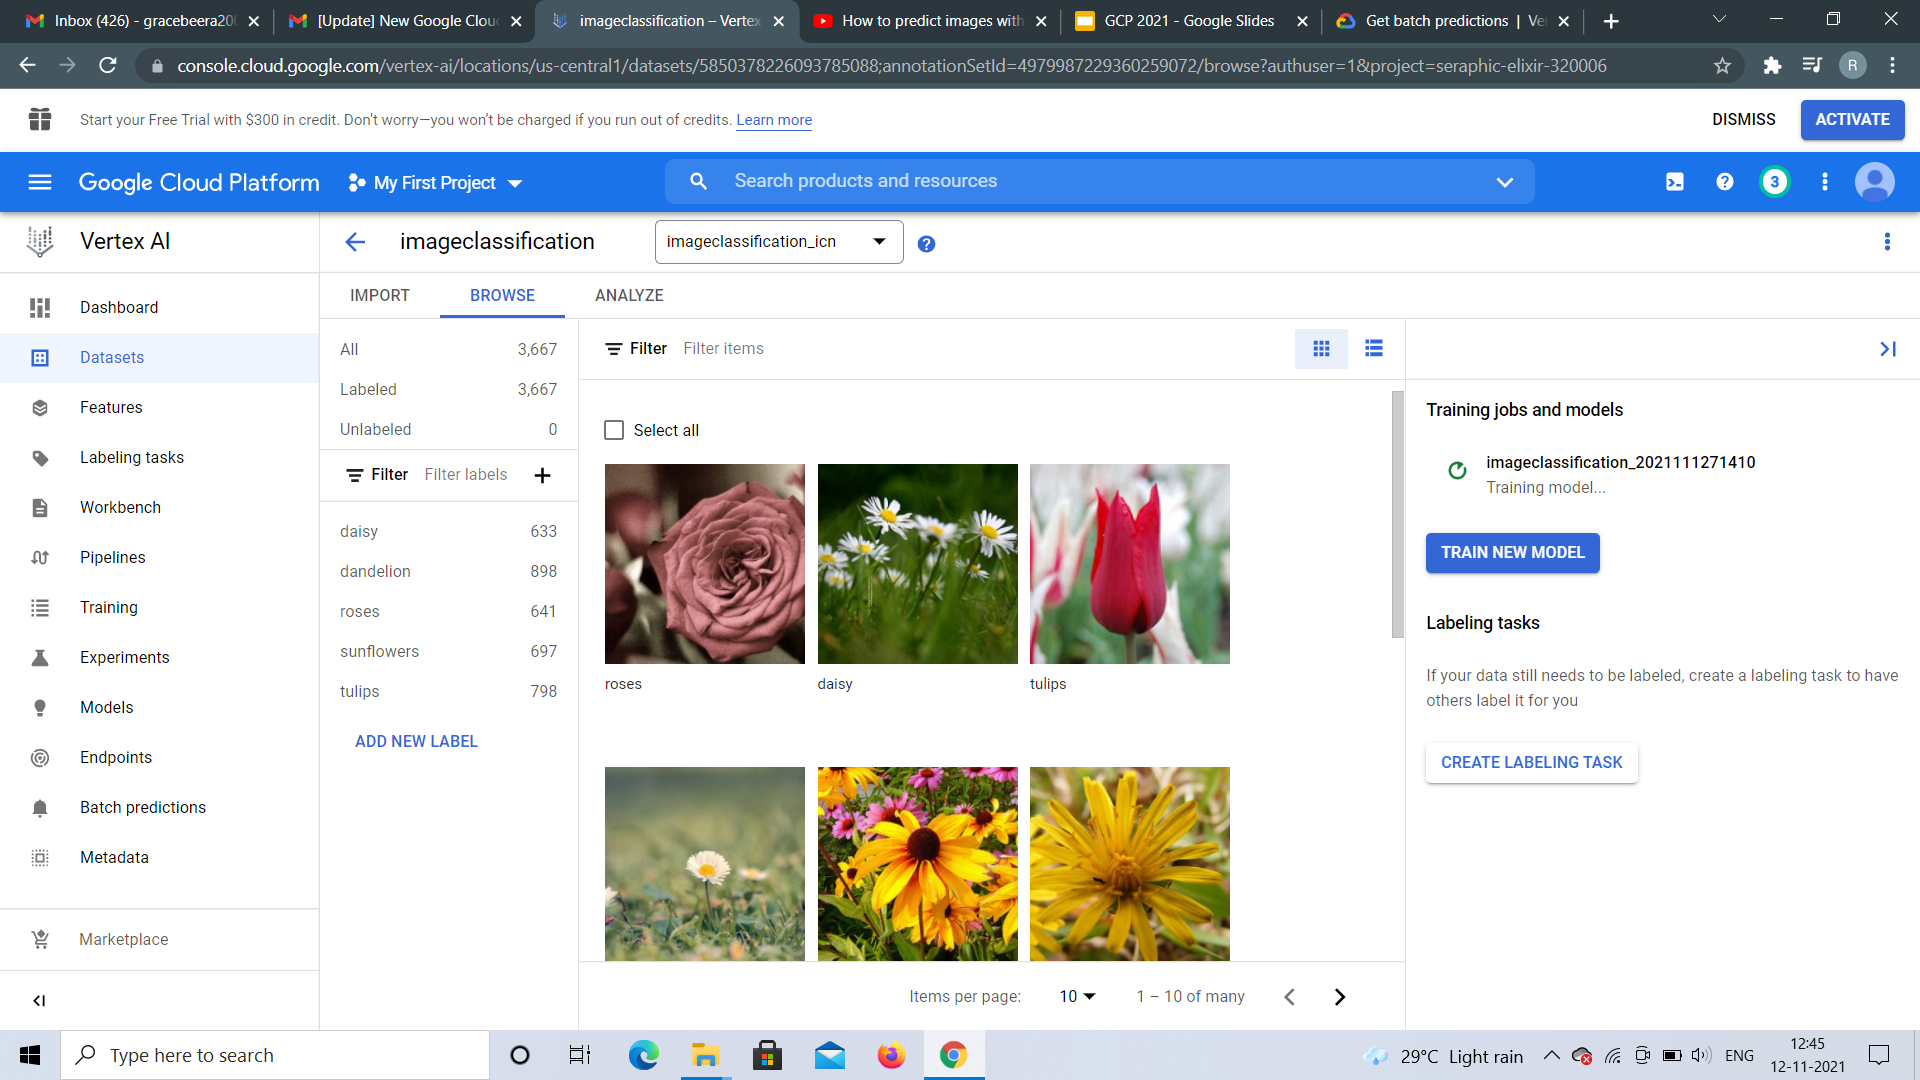 Inbox (426) - gracebeera20
[Update] New Google Clou
imageclassification – Vertex
How to predict images with
GCP 2021 - Google Slides
Get batch predictions | Ve
console.cloud.google.com/vertex-ai/locations/us-central1/datasets/5850378226093785088;annotationSetId=4979987229360259072/browse?authuser=1&project=seraphic-elixir-320006
R
Start your Free Trial with $300 in credit. Don't worry—you won't be charged if you run out of credits. Learn more
DISMISS
ACTIVATE
Google Cloud Platform
My First Project
Search products and resources
3
Vertex AI
imageclassification
imageclassification_icn
IMPORT
BROWSE
ANALYZE
Dashboard
Datasets
Features
Labeling tasks
Workbench
Pipelines
Training
Experiments
Models
Endpoints
Batch predictions
Metadata
Marketplace
All 3,667
Labeled 3,667
Unlabeled 0
Filter Filter labels
daisy 633
dandelion 898
roses 641
sunflowers 697
tulips 798
ADD NEW LABEL
Filter Filter items
Select all
roses
daisy
tulips
Items per page: 10 1 – 10 of many
Training jobs and models
imageclassification_2021111271410
Training model...
TRAIN NEW MODEL
Labeling tasks
If your data still needs to be labeled, create a labeling task to have
others label it for you
CREATE LABELING TASK
Type here to search
29°C Light rain
ENG
12:45
12-11-2021